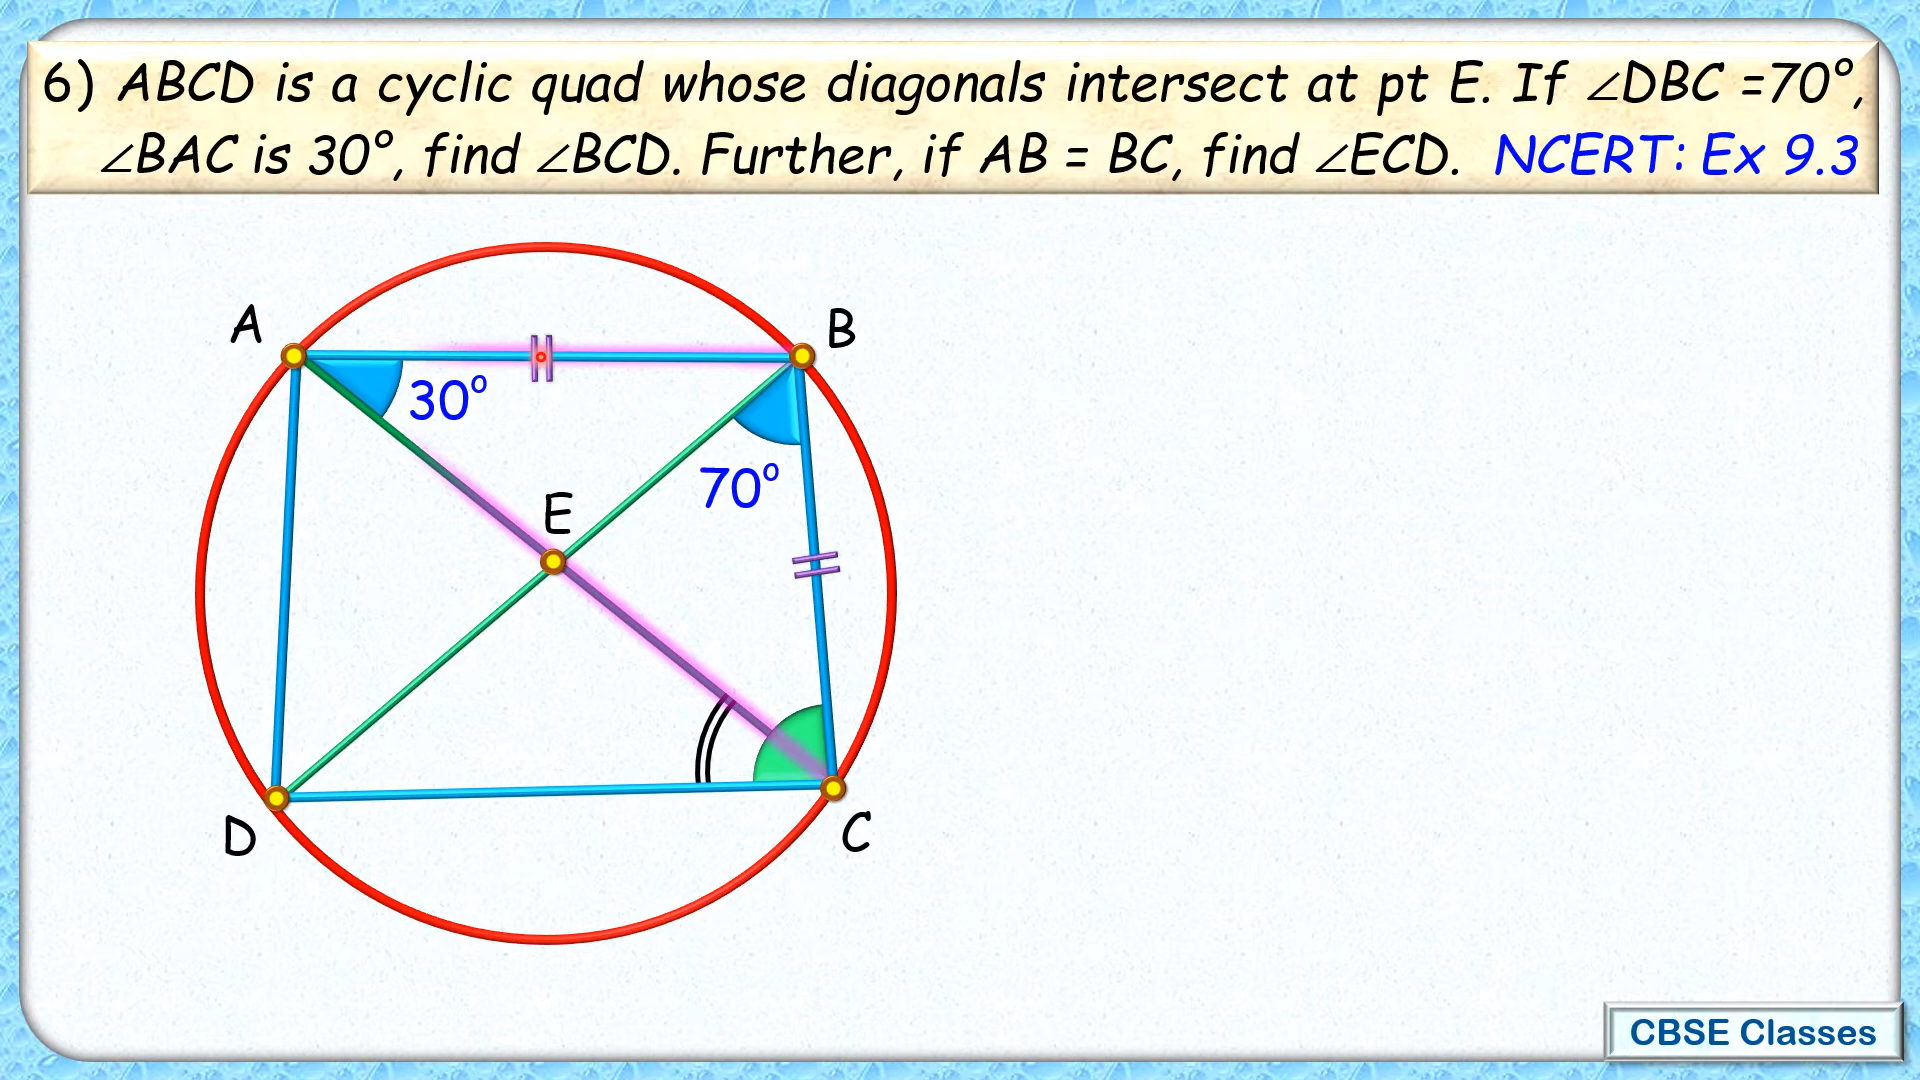 6) ABCD is a cyclic quad whose diagonals intersect at pt E. If ∠DBC =70°,
∠BAC is 30°, find ∠BCD. Further, if AB = BC, find ∠ECD. NCERT: Ex 9.3
A
B
30°
70°
E
D
C
CBSE Classes